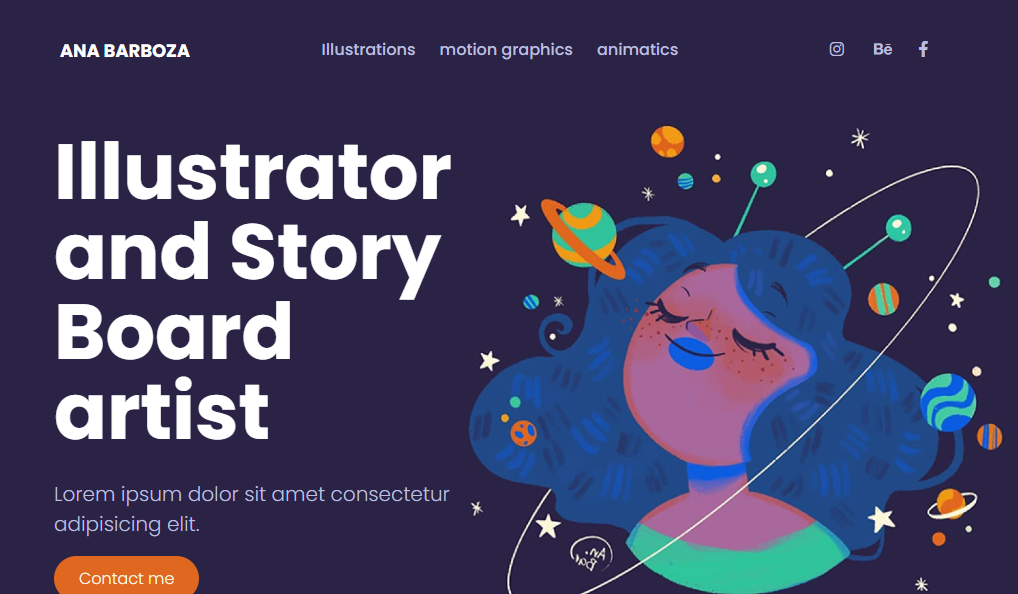 ANA BARBOZA
Illustrations motion graphics animatics
Bē
Illustrator
and Story
Board
artist
Lorem ipsum dolor sit amet consectetur
adipisicing elit.
Contact me